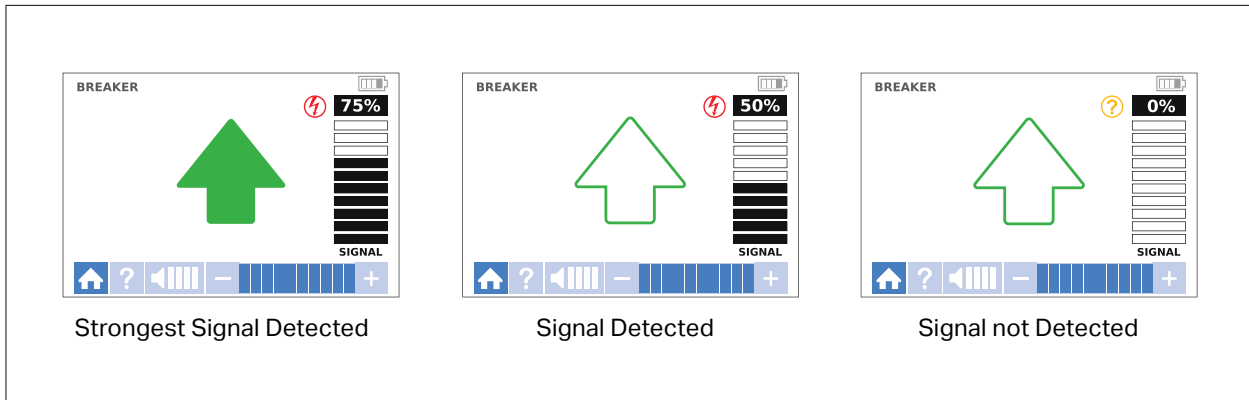 BREAKER
75%
SIGNAL
?
−
+
Strongest Signal Detected
BREAKER
50%
SIGNAL
?
−
+
Signal Detected
BREAKER
?
0%
SIGNAL
?
−
+
Signal not Detected